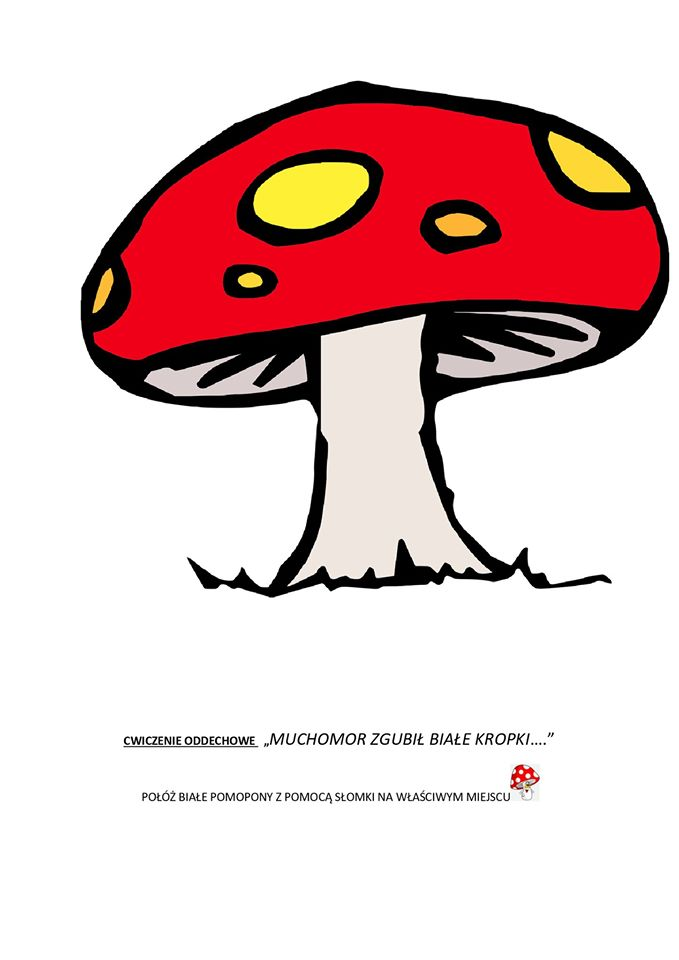 CWICZENIE ODDECHOWE „MUCHOMOR ZGUBIŁ BIAŁE KROPKI....”
POŁÓŻ BIAŁE POMOPONY Z POMOCĄ SŁOMKI NA WŁAŚCIWYM MIEJSCU